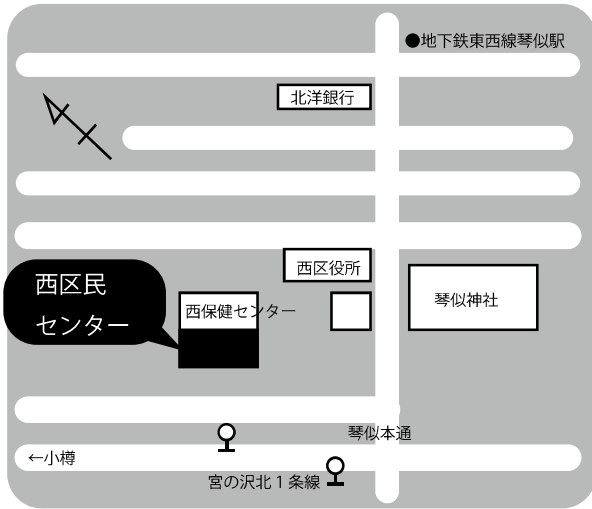 ●地下鉄東西線琴似駅
北洋銀行
西区役所
西区民
センター
西保健センター
琴似神社
琴似本通
←小樽
宮の沢北1条線